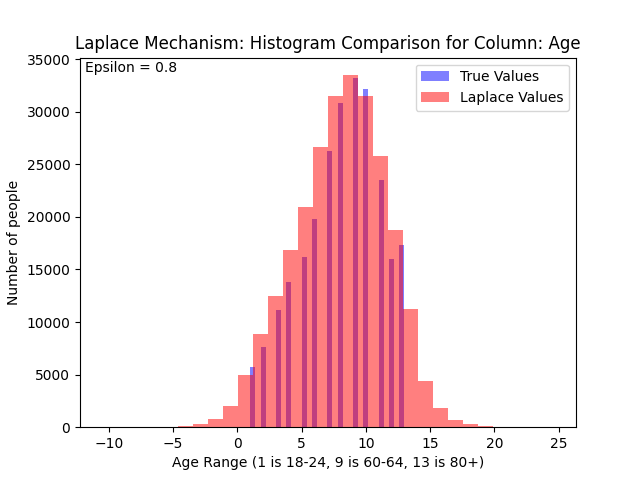 Laplace Mechanism: Histogram Comparison for Column: Age
Epsilon = 0.8
True Values
Laplace Values
35000
30000
25000
20000
15000
10000
5000
0
Number of people
−10 −5 0 5 10 15 20 25
Age Range (1 is 18-24, 9 is 60-64, 13 is 80+)